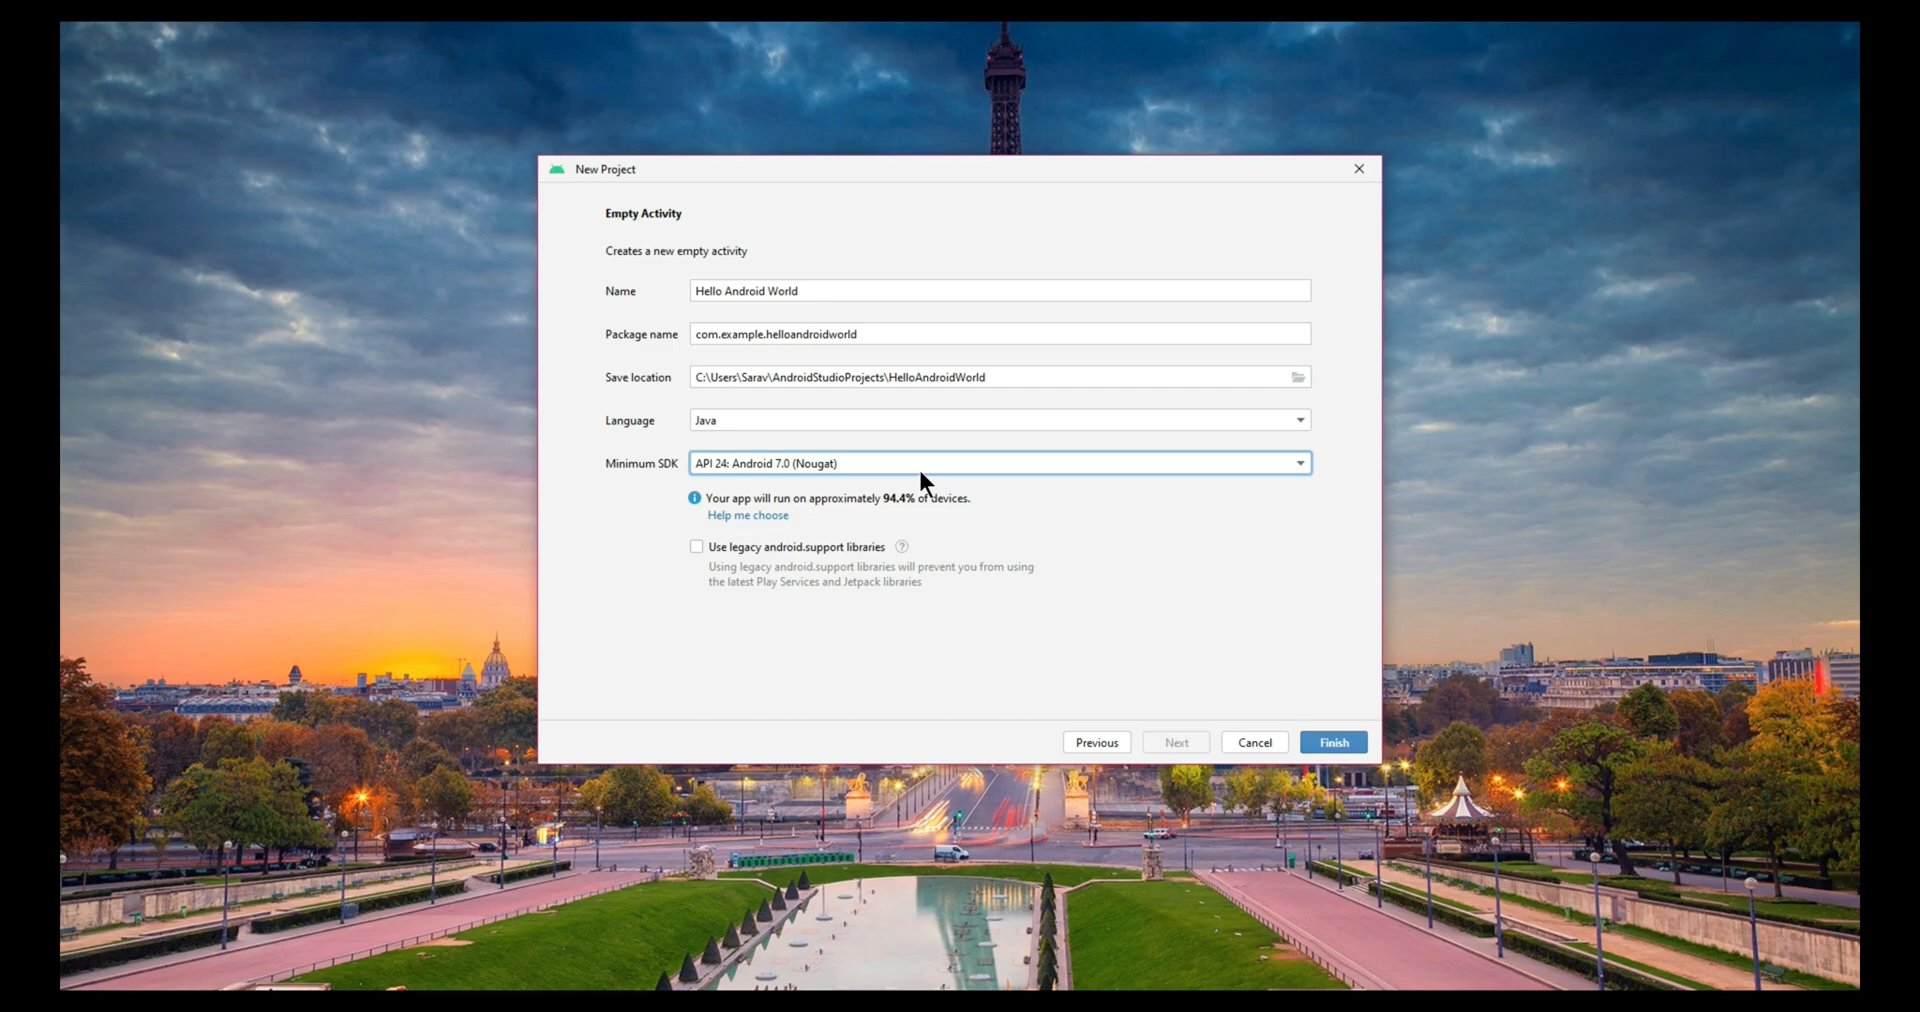 New Project
Empty Activity
Creates a new empty activity
Name Hello Android World
Package name com.example.helloandroidworld
Save location C:\Users\Sarav\AndroidStudioProjects\HelloAndroidWorld
Language Java
Minimum SDK API 24: Android 7.0 (Nougat)
Your app will run on approximately 94.4% of devices.
Help me choose
Use legacy android.support libraries ?
Using legacy android.support libraries will prevent you from using
the latest Play Services and Jetpack libraries
Previous Next Cancel Finish